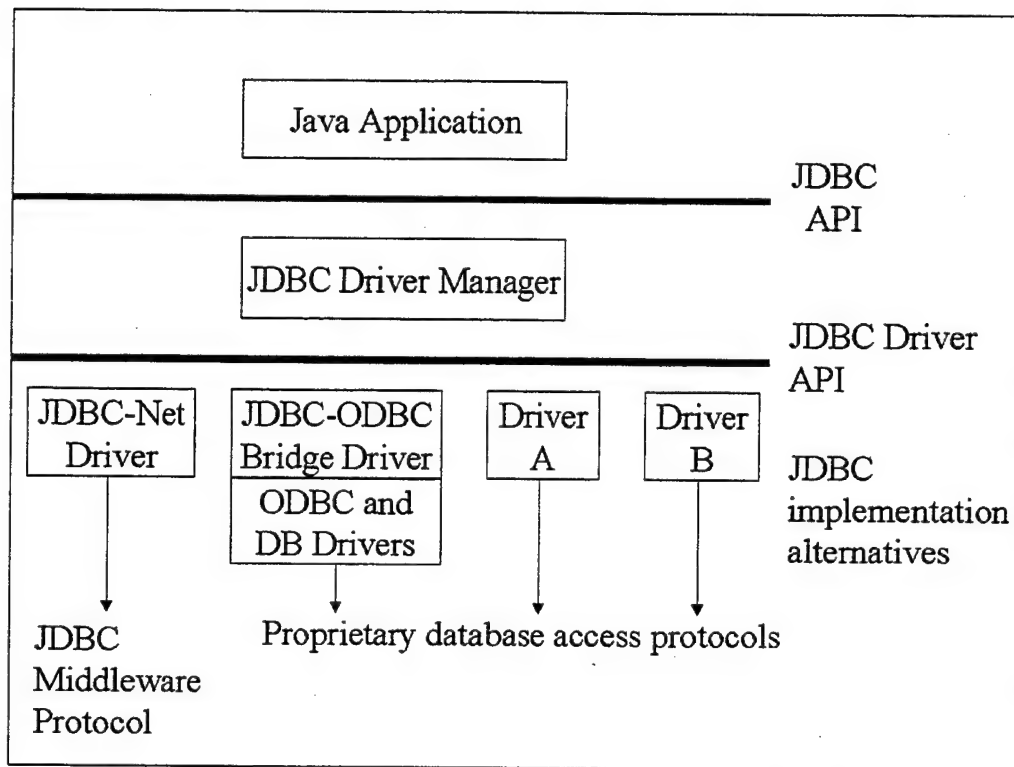 Java Application
JDBC
API
JDBC Driver Manager
JDBC Driver
API
JDBC-Net
Driver
JDBC-ODBC
Bridge Driver
ODBC and
DB Drivers
Driver
A
Driver
B
JDBC
implementation
alternatives
JDBC
Middleware
Protocol
Proprietary database access protocols